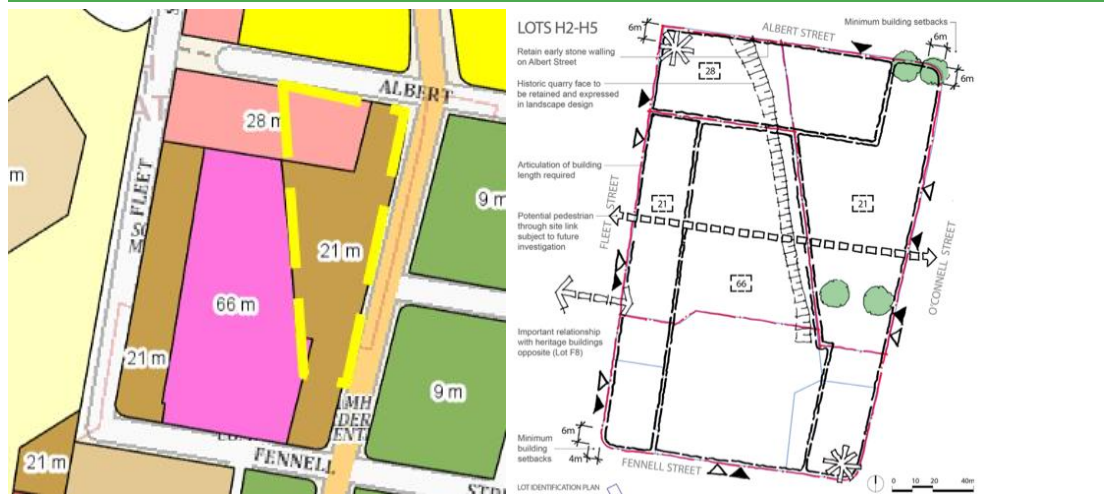 ALBERT
28 m
m
9 m
FLEET
21 m
66 m
21 m
9 m
FENNELL
21 m
LOTS H2-H5
6m
ALBERT STREET
Minimum building setbacks
6m
6m
Retain early stone walling
on Albert Street
28
Historic quarry face to
be retained and expressed
in landscape design
Articulation of building
length required
FLEET STREET
21
21
Potential pedestrian
through site link
subject to future
investigation
O'CONNELL STREET
66
Important relationship
with heritage buildings
opposite (Lot F8)
6m
Minimum
building
setbacks
4m
FENNELL STREET
0 10 20 40m
LOT IDENTIFICATION PLAN